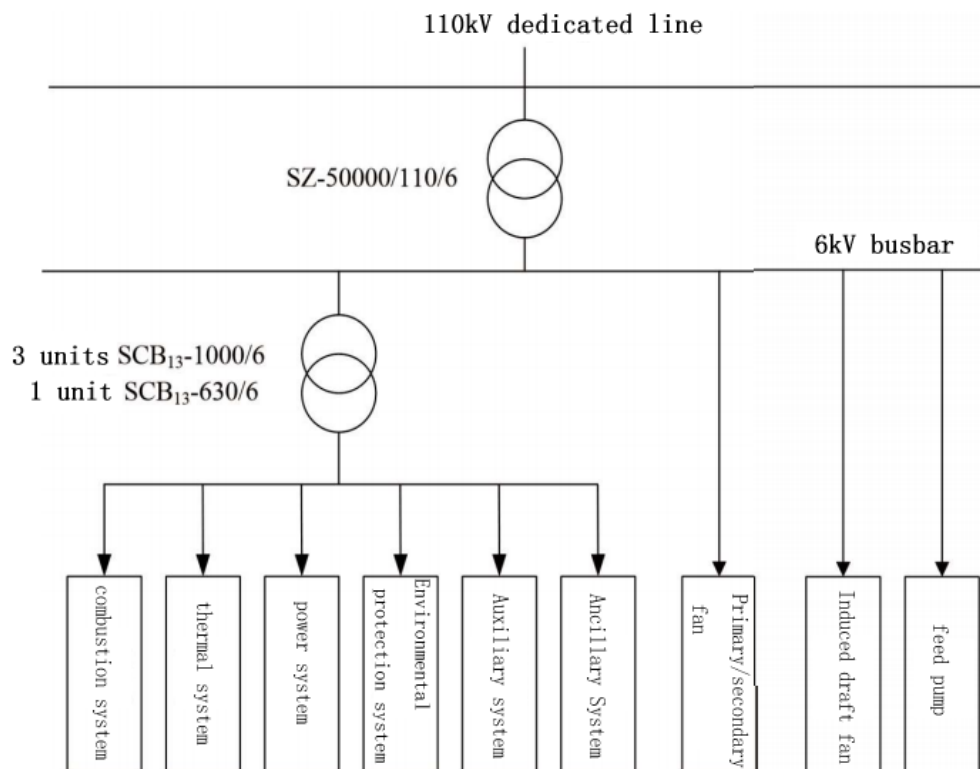 110kV dedicated line
SZ-50000/110/6
6kV busbar
3 units SCB₁₃-1000/6
1 unit SCB₁₃-630/6
combustion system
thermal system
power system
Environmental
protection system
Auxiliary system
Ancillary System
Primary/secondary
fan
Induced draft fan
feed pump